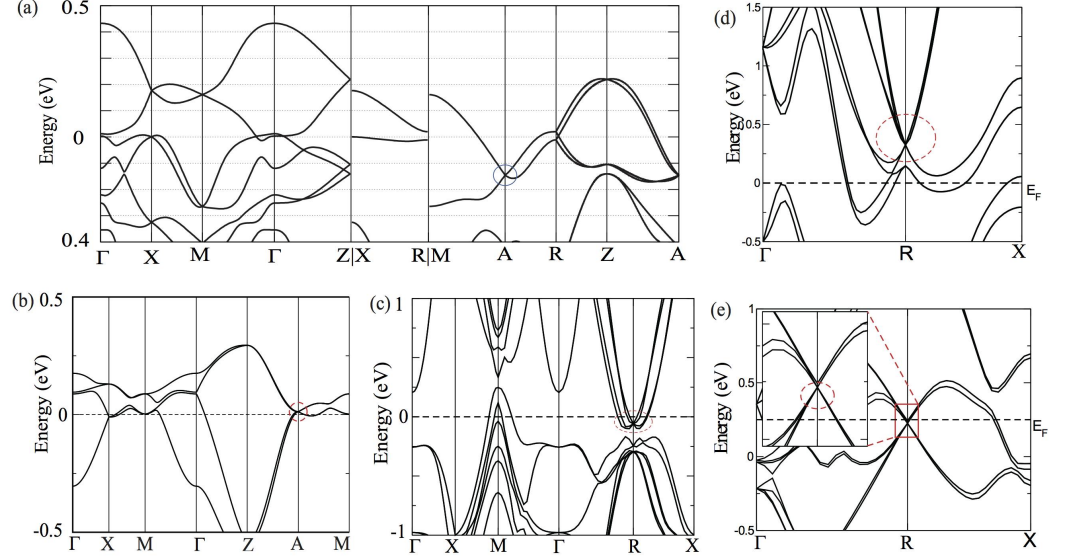 (a)
0.5
0
0.4
Energy (eV)
Γ X M Γ Z|X R|M A R Z A
(b)
0.5
0
-0.5
Energy (eV)
Γ X M Γ Z A M
(c)
1
0
-1
Energy (eV)
Γ X M Γ R X
(d)
1.5
1
0.5
0
-0.5
Energy (eV)
E_F
Γ R X
(e)
1
0.5
0
-0.5
Energy (eV)
E_F
Γ R X